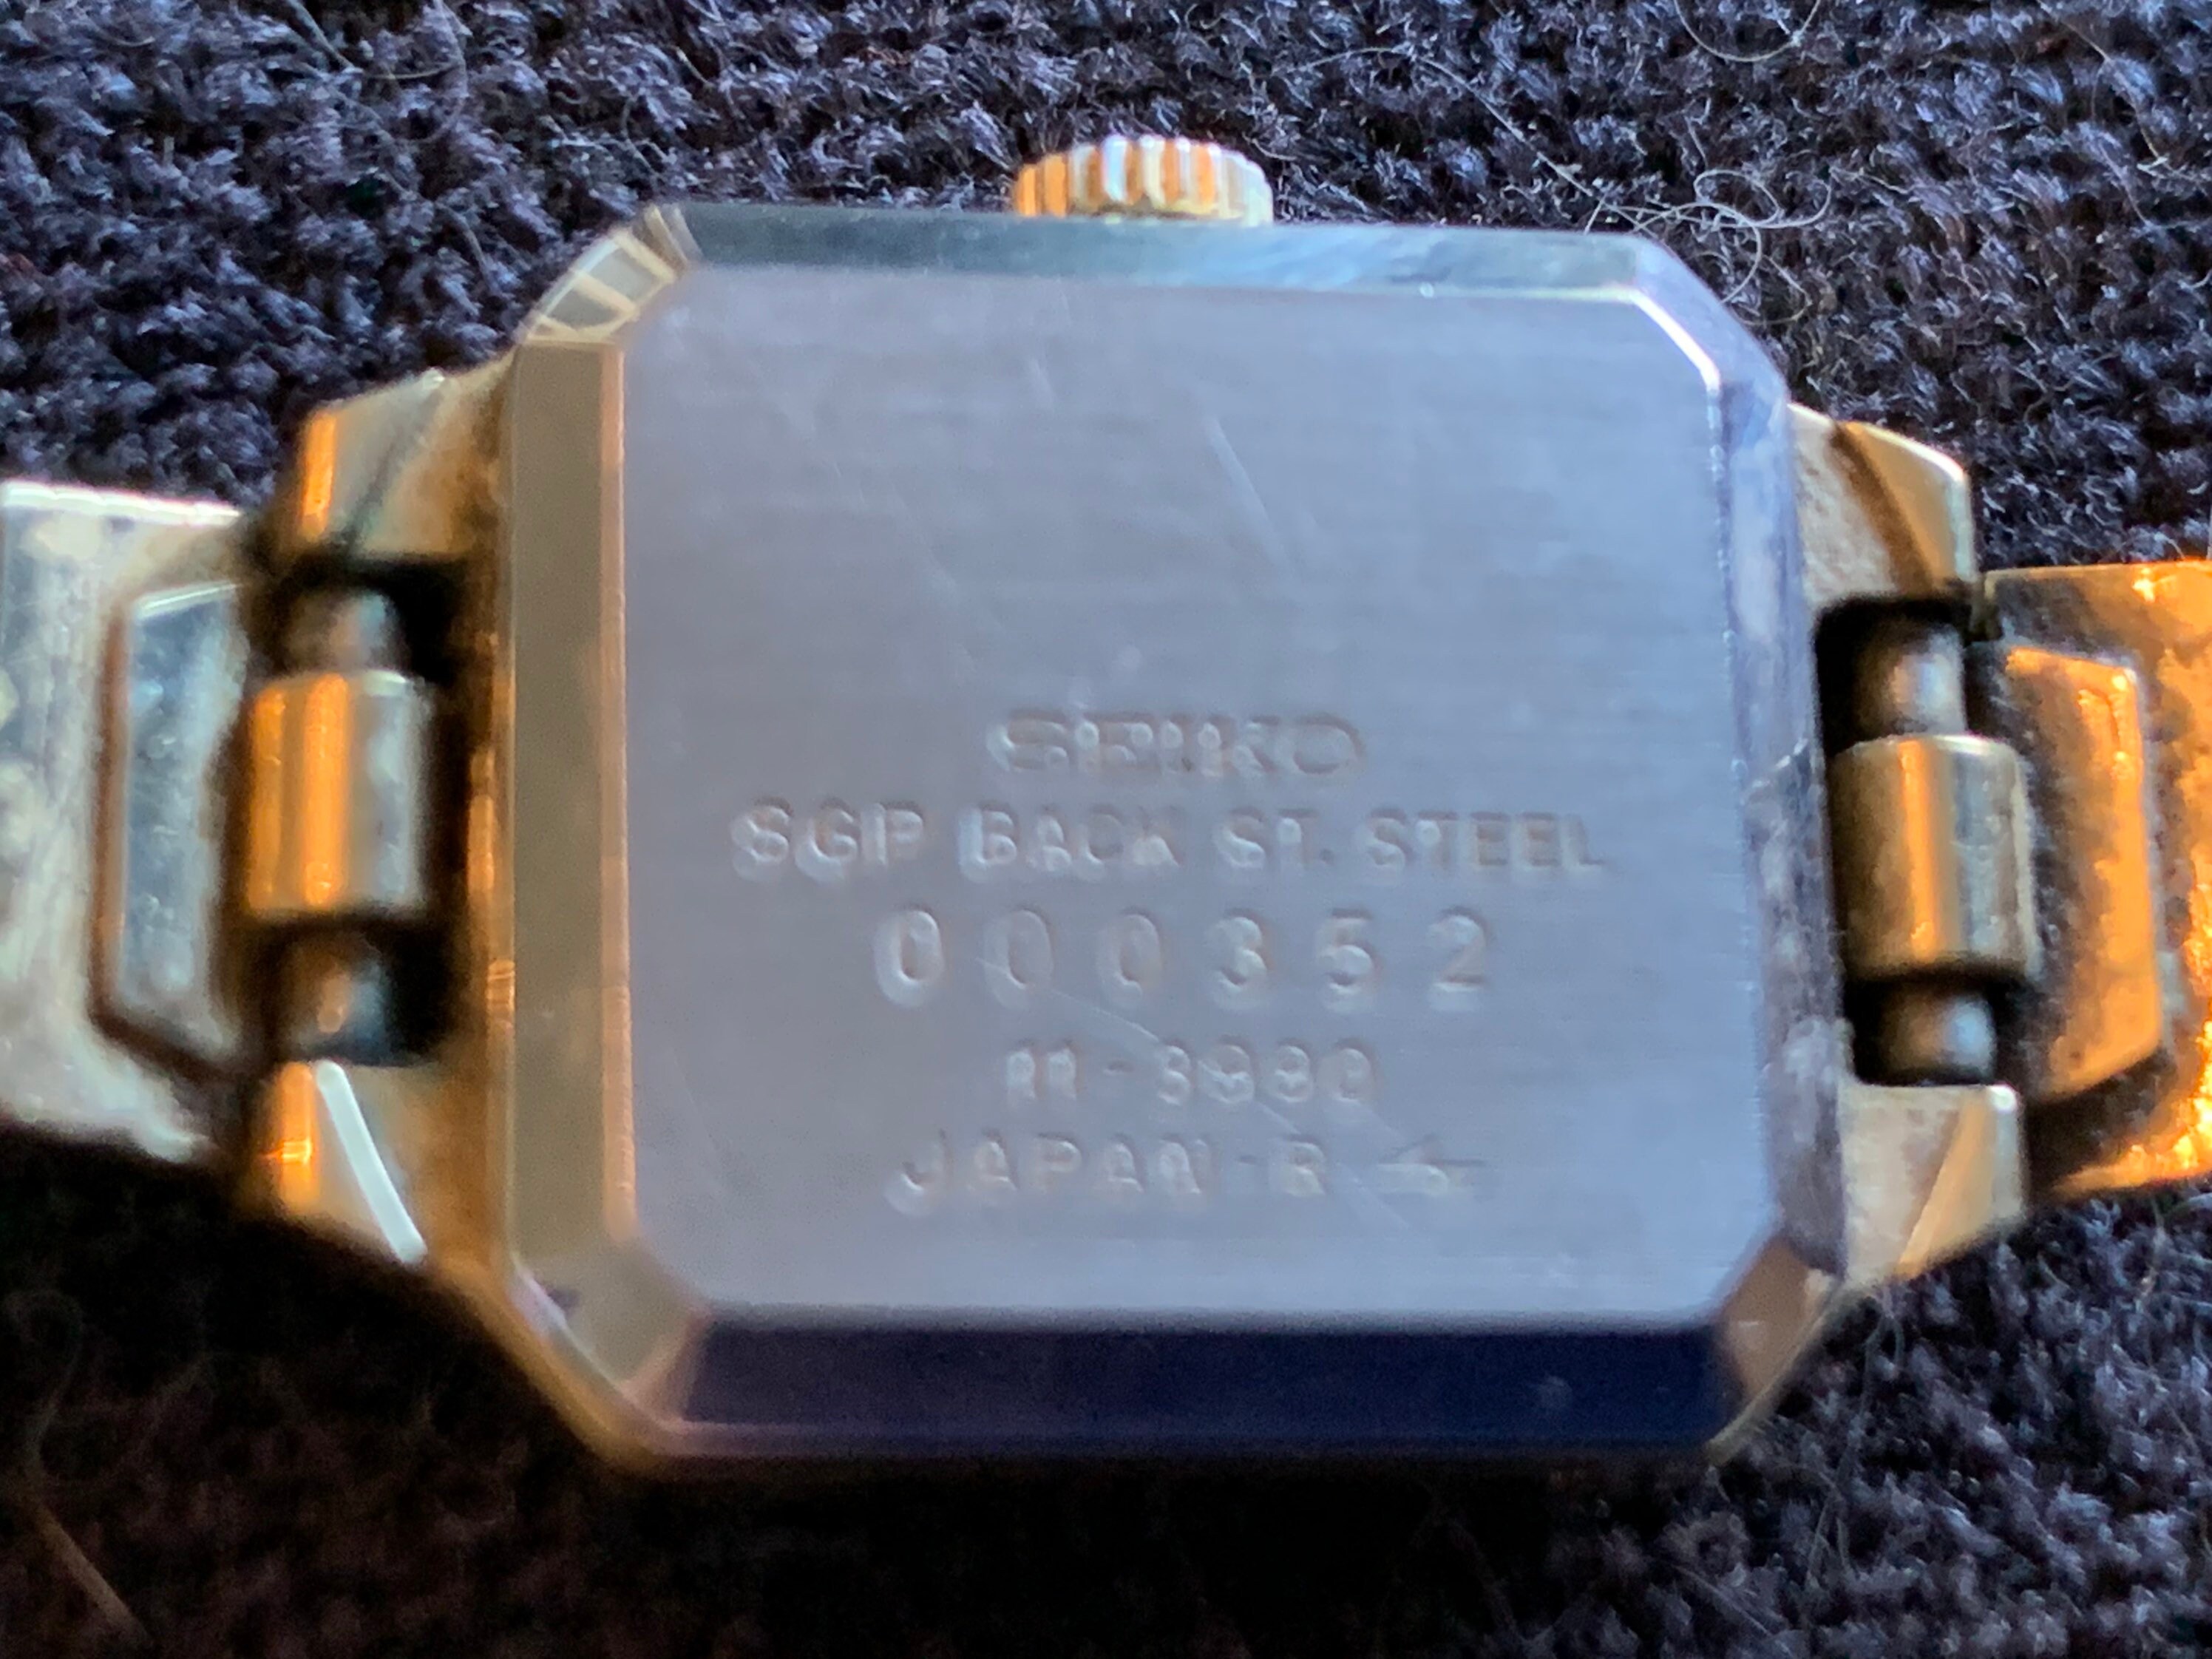 SEIKO
SGP BACK ST. STEEL
000352
JAPAN-R